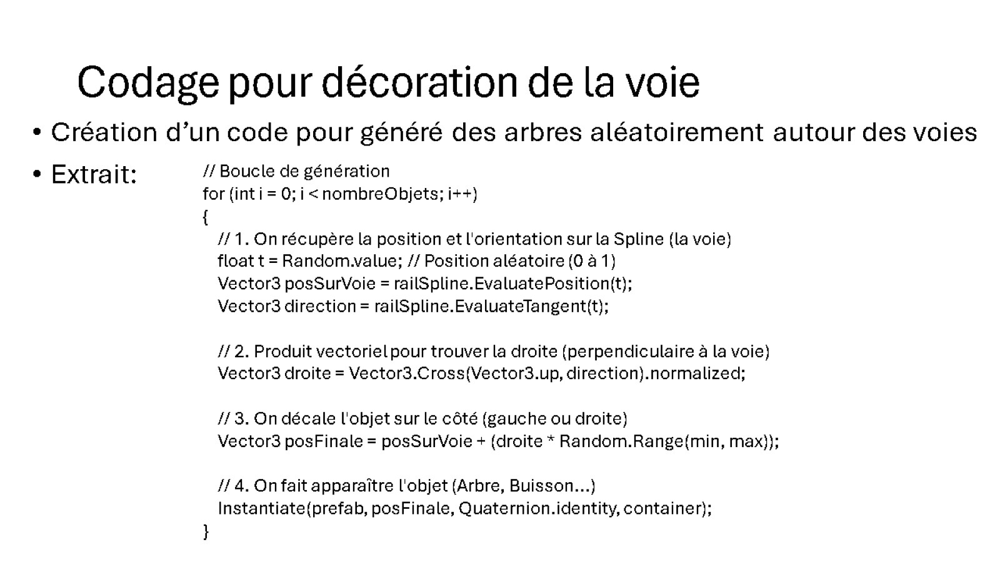 Codage pour décoration de la voie
• Création d’un code pour généré des arbres aléatoirement autour des voies
• Extrait:
// Boucle de génération
for (int i = 0; i < nombreObjets; i++)
{
// 1. On récupère la position et l'orientation sur la Spline (la voie)
float t = Random.value; // Position aléatoire (0 à 1)
Vector3 posSurVoie = railSpline.EvaluatePosition(t);
Vector3 direction = railSpline.EvaluateTangent(t);
// 2. Produit vectoriel pour trouver la droite (perpendiculaire à la voie)
Vector3 droite = Vector3.Cross(Vector3.up, direction).normalized;
// 3. On décale l'objet sur le côté (gauche ou droite)
Vector3 posFinale = posSurVoie + (droite * Random.Range(min, max));
// 4. On fait apparaître l'objet (Arbre, Buisson...)
Instantiate(prefab, posFinale, Quaternion.identity, container);
}